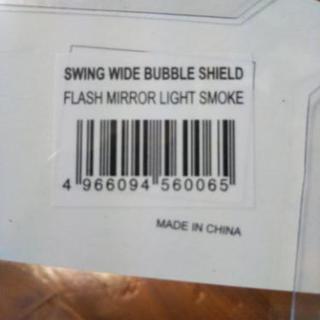 SWING WIDE BUBBLE SHIELD
FLASH MIRROR LIGHT SMOKE
4 966094 560065
MADE IN CHINA